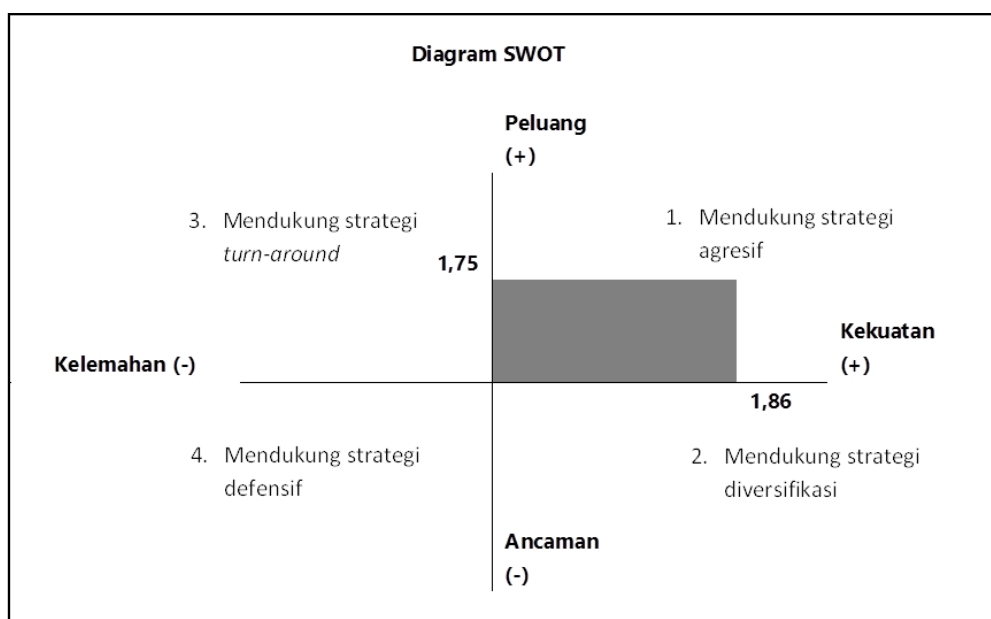 Diagram SWOT
Peluang
(+)
3. Mendukung strategi
turn-around
1. Mendukung strategi
agresif
1,75
Kelemahan (-)
Kekuatan
(+)
1,86
4. Mendukung strategi
defensif
2. Mendukung strategi
diversifikasi
Ancaman
(-)